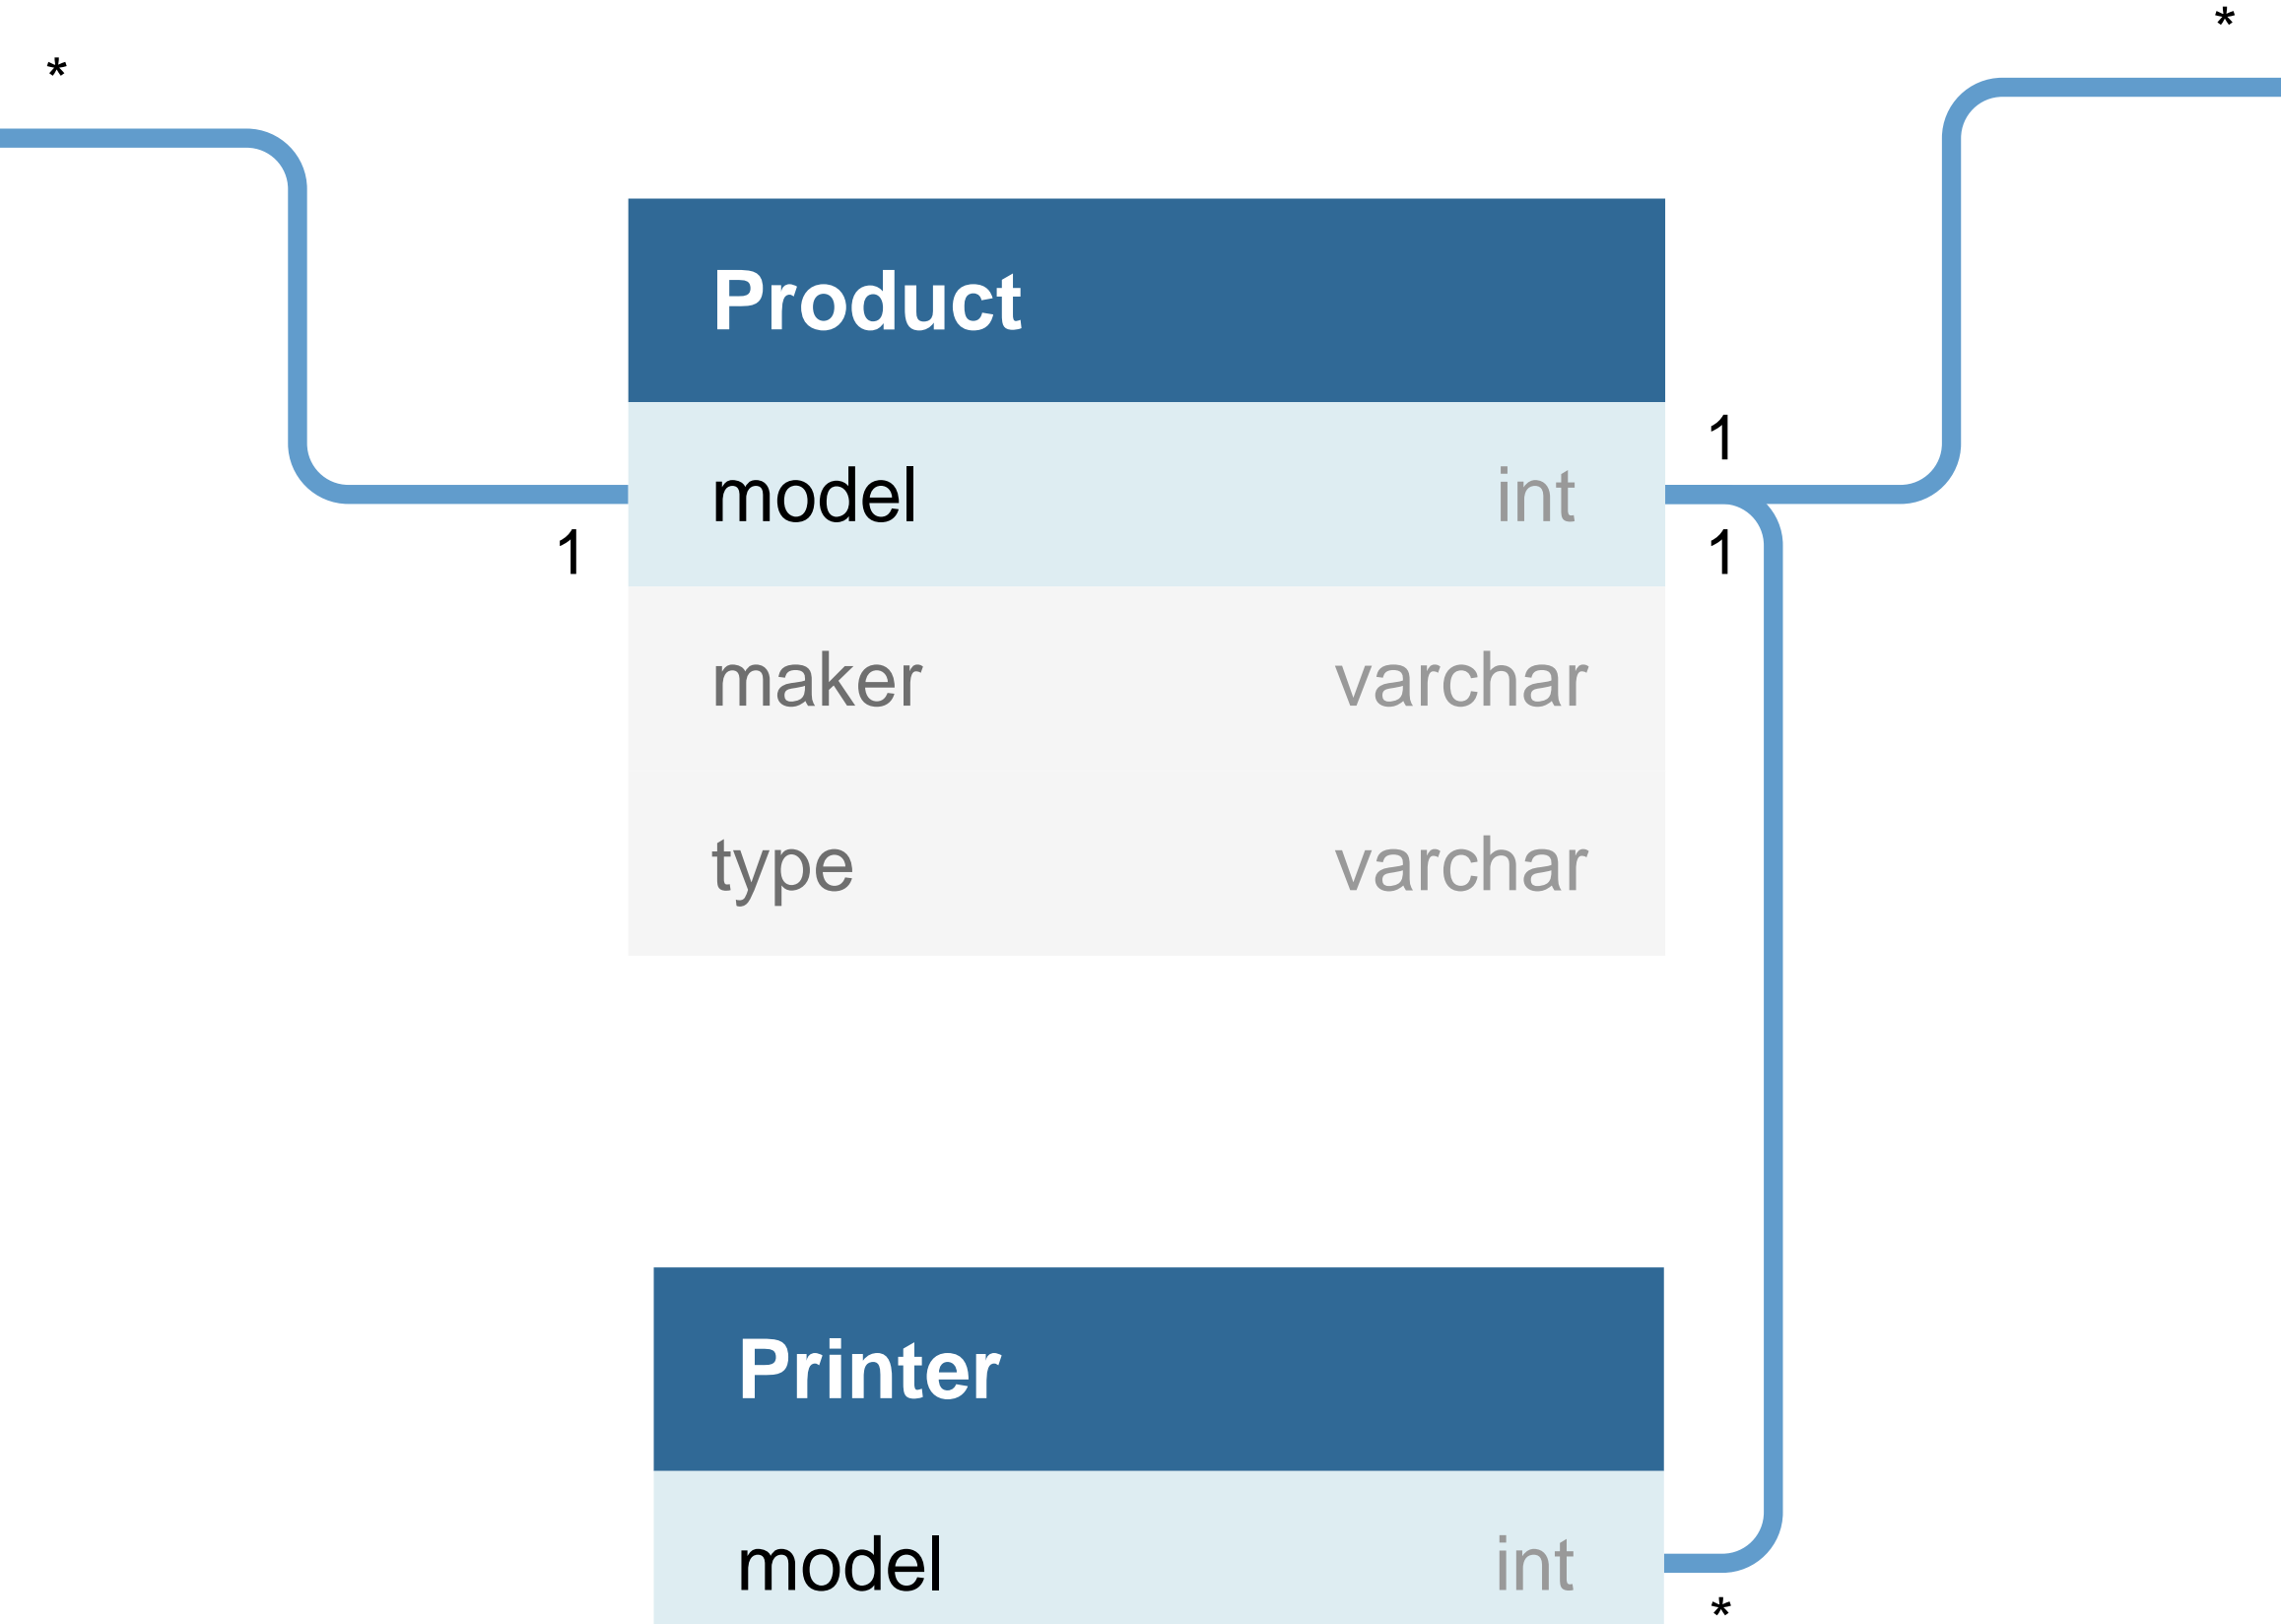 *
*
Product
1
model int
1
1
maker varchar
type varchar
Printer
model int
*